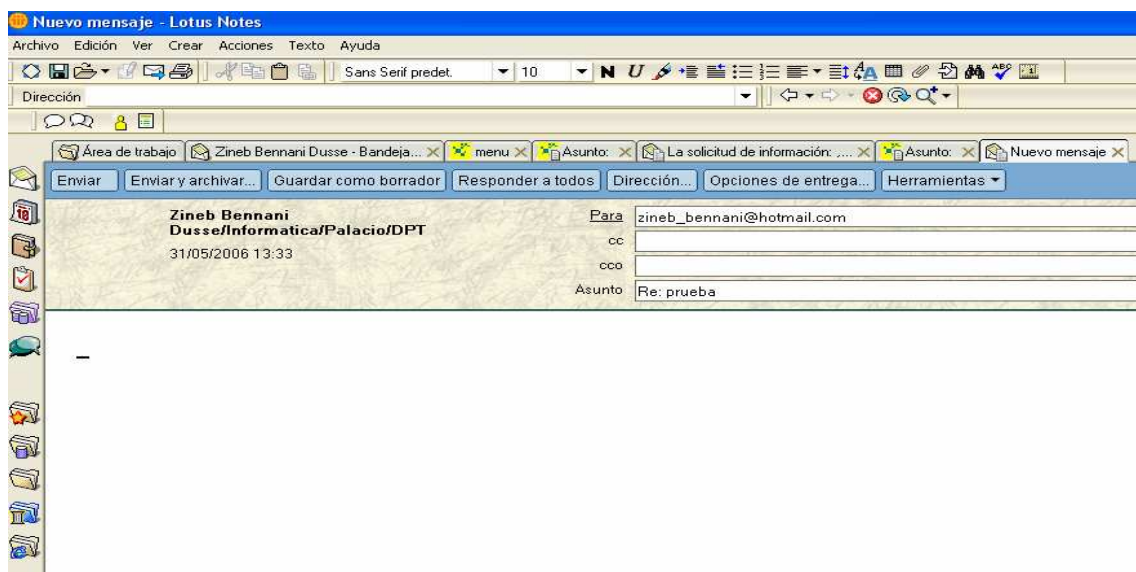 Nuevo mensaje - Lotus Notes
Archivo Edición Ver Crear Acciones Texto Ayuda
Sans Serif predet. 10 N U ABC
Dirección
Área de trabajo Zineb Bennani Dusse - Bandeja... menu Asunto: La solicitud de información: ,... Asunto: Nuevo mensaje
Enviar Enviar y archivar... Guardar como borrador Responder a todos Dirección... Opciones de entrega... Herramientas
Zineb Bennani Para zineb_bennani@hotmail.com
Dusse/Informatica/Palacio/DPT
cc
31/05/2006 13:33
cco
Asunto Re: prueba